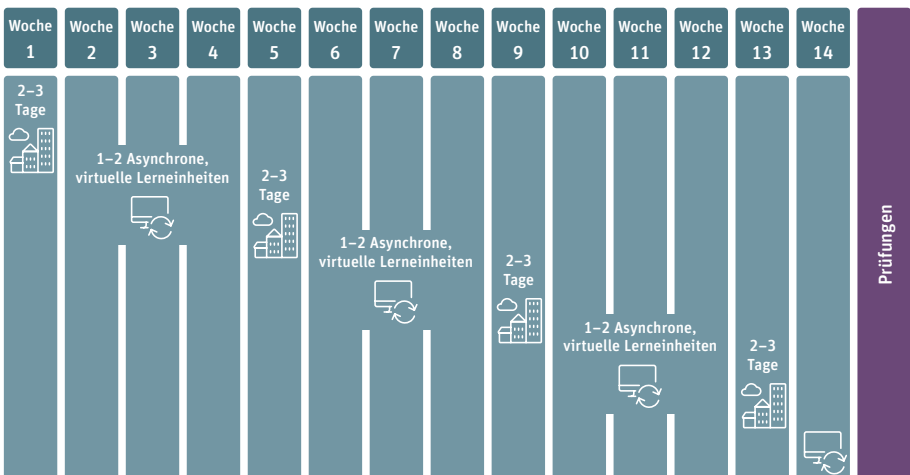 Woche 1
Woche 2
Woche 3
Woche 4
Woche 5
Woche 6
Woche 7
Woche 8
Woche 9
Woche 10
Woche 11
Woche 12
Woche 13
Woche 14
2–3
Tage
1–2 Asynchrone,
virtuelle Lerneinheiten
2–3
Tage
1–2 Asynchrone,
virtuelle Lerneinheiten
2–3
Tage
1–2 Asynchrone,
virtuelle Lerneinheiten
2–3
Tage
Prüfungen